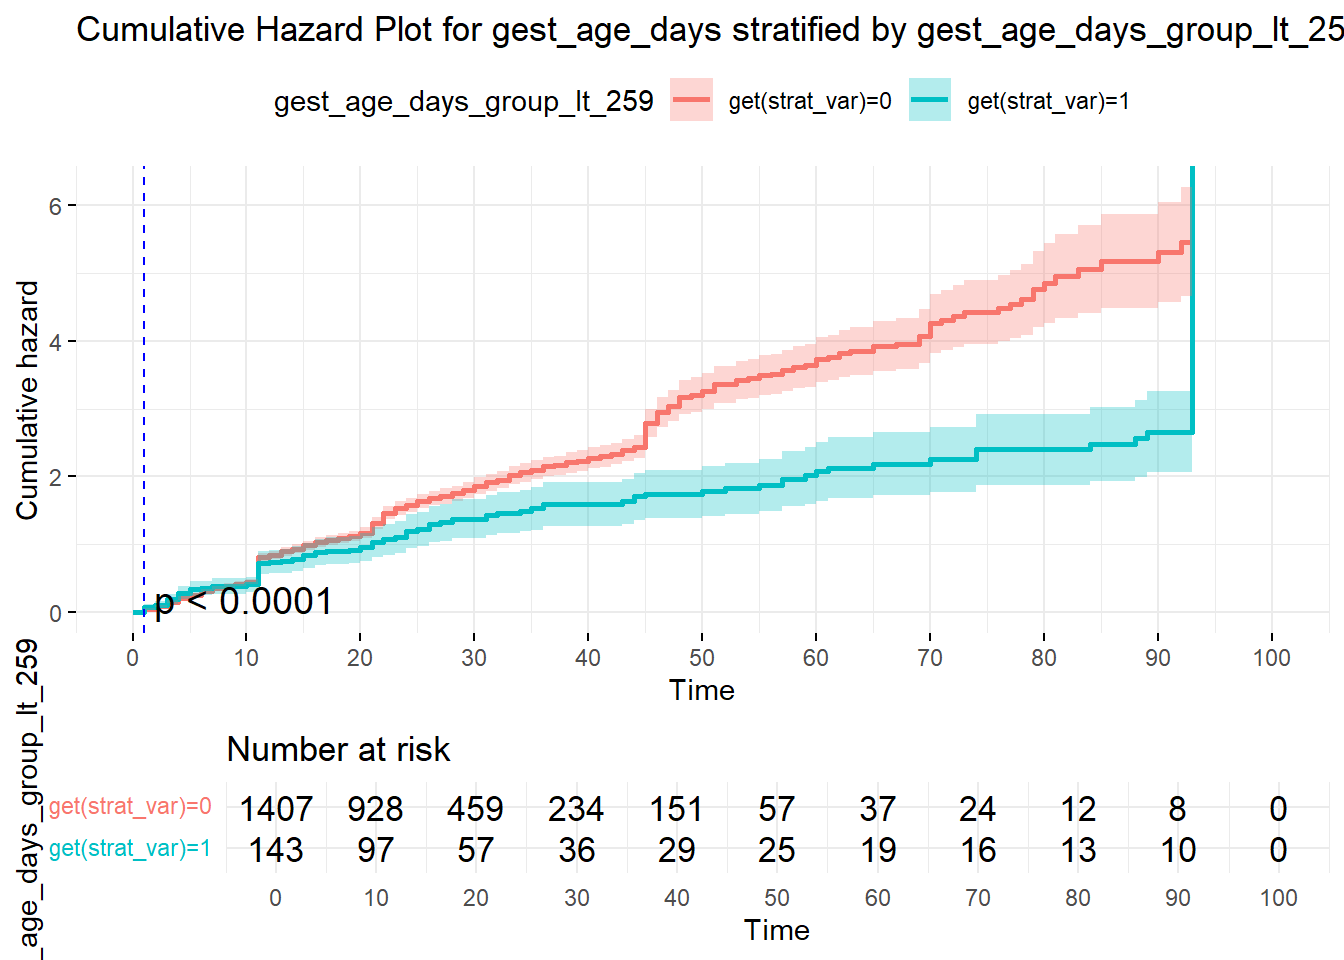 Cumulative Hazard Plot for gest_age_days stratified by gest_age_days_group_lt_25
gest_age_days_group_lt_259 get(strat_var)=0 get(strat_var)=1
Cumulative hazard
6
4
2
0
p < 0.0001
0 10 20 30 40 50 60 70 80 90 100
Time
_age_days_group_lt_259
Number at risk
get(strat_var)=0 1407 928 459 234 151 57 37 24 12 8 0
get(strat_var)=1 143 97 57 36 29 25 19 16 13 10 0
0 10 20 30 40 50 60 70 80 90 100
Time